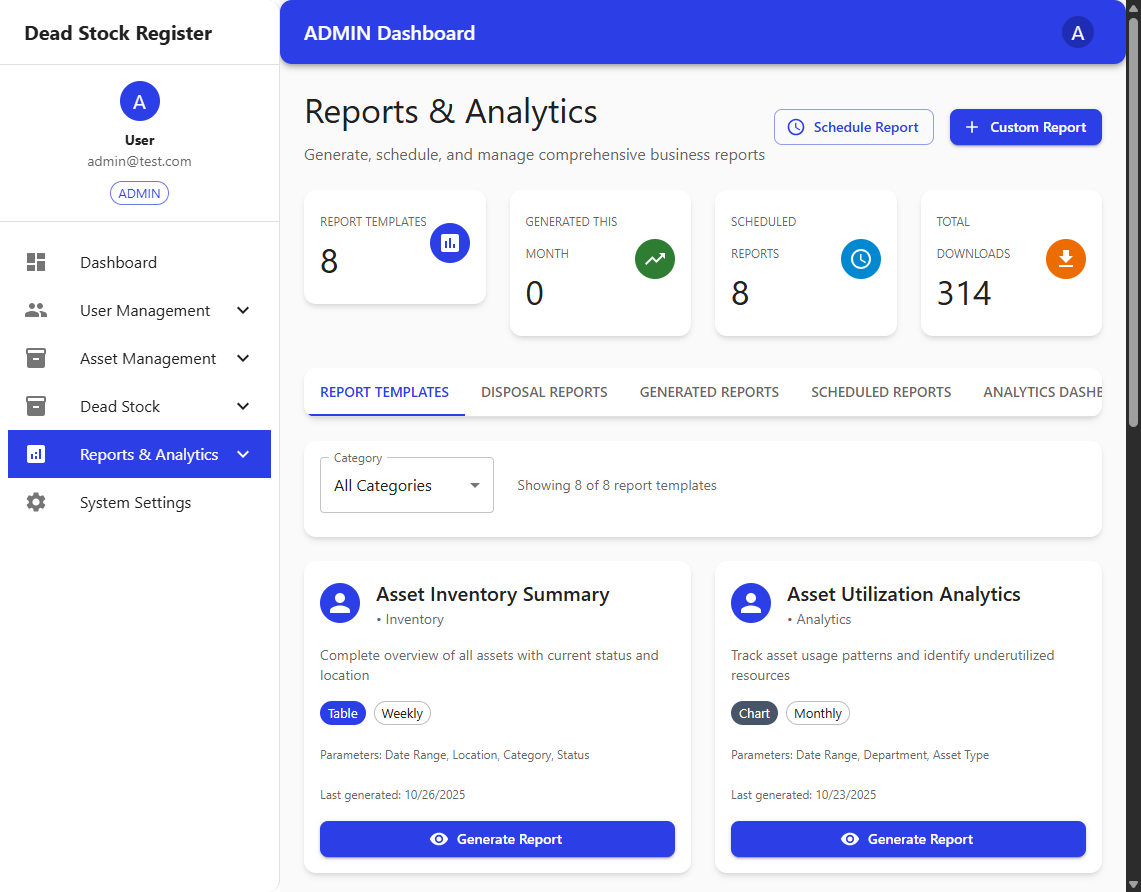 Dead Stock Register
A
User
admin@test.com
ADMIN
Dashboard
User Management
Asset Management
Dead Stock
Reports & Analytics
System Settings
ADMIN Dashboard
A
Reports & Analytics
Generate, schedule, and manage comprehensive business reports
Schedule Report
Custom Report
REPORT TEMPLATES
8
GENERATED THIS
MONTH
0
SCHEDULED
REPORTS
8
TOTAL
DOWNLOADS
314
REPORT TEMPLATES
DISPOSAL REPORTS
GENERATED REPORTS
SCHEDULED REPORTS
ANALYTICS DASHB
Category
All Categories
Showing 8 of 8 report templates
Asset Inventory Summary
• Inventory
Complete overview of all assets with current status and
location
Table
Weekly
Parameters: Date Range, Location, Category, Status
Last generated: 10/26/2025
Generate Report
Asset Utilization Analytics
• Analytics
Track asset usage patterns and identify underutilized
resources
Chart
Monthly
Parameters: Date Range, Department, Asset Type
Last generated: 10/23/2025
Generate Report